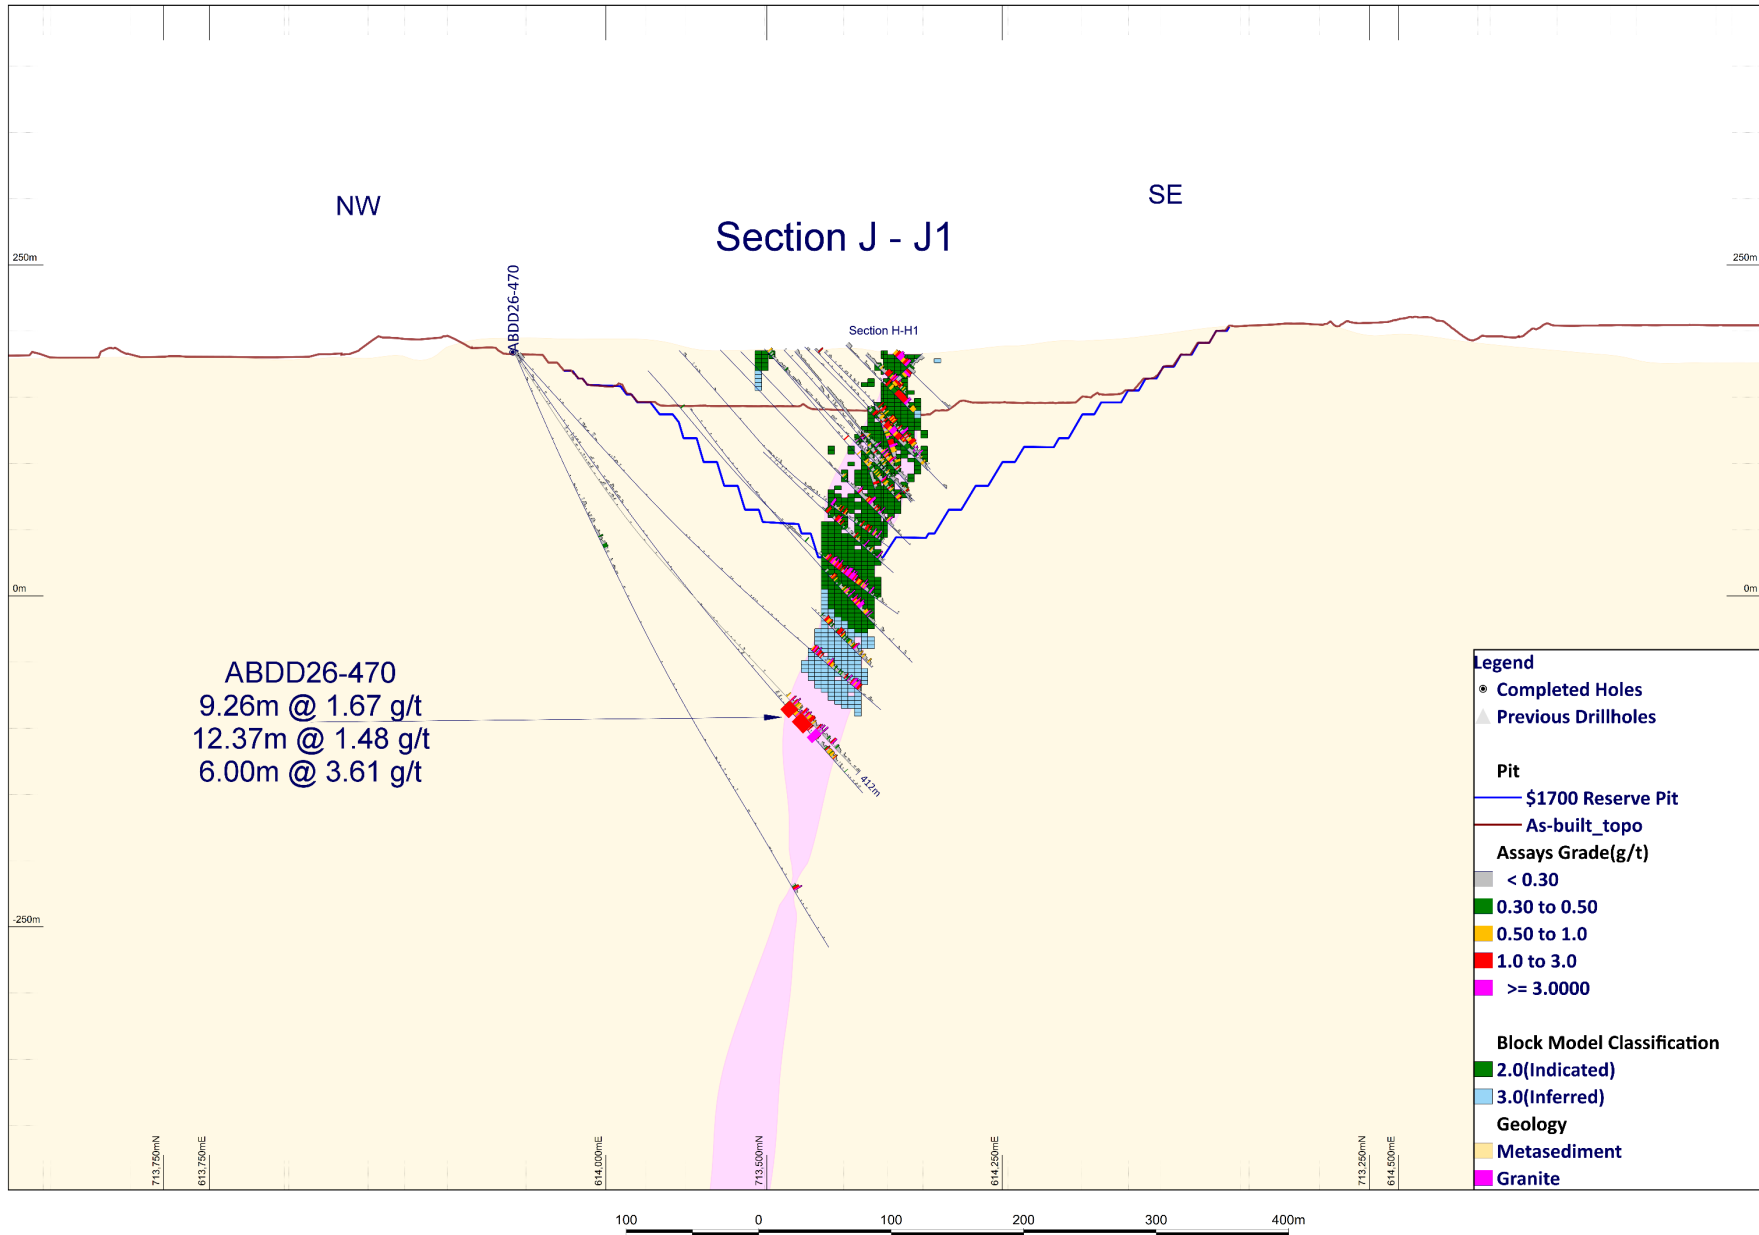 NW
SE
Section J - J1
250m
250m
ABDD26-470
Section H-H1
0m
0m
ABDD26-470
9.26m @ 1.67 g/t
12.37m @ 1.48 g/t
6.00m @ 3.61 g/t
412m
-250m
Legend
Completed Holes
Previous Drillholes
Pit
$1700 Reserve Pit
As-built_topo
Assays Grade(g/t)
< 0.30
0.30 to 0.50
0.50 to 1.0
1.0 to 3.0
>= 3.0000
Block Model Classification
2.0(Indicated)
3.0(Inferred)
Geology
Metasediment
Granite
713,750mN
613,750mE
614,000mE
713,500mN
614,250mE
713,250mN
614,500mE
100 0 100 200 300 400m